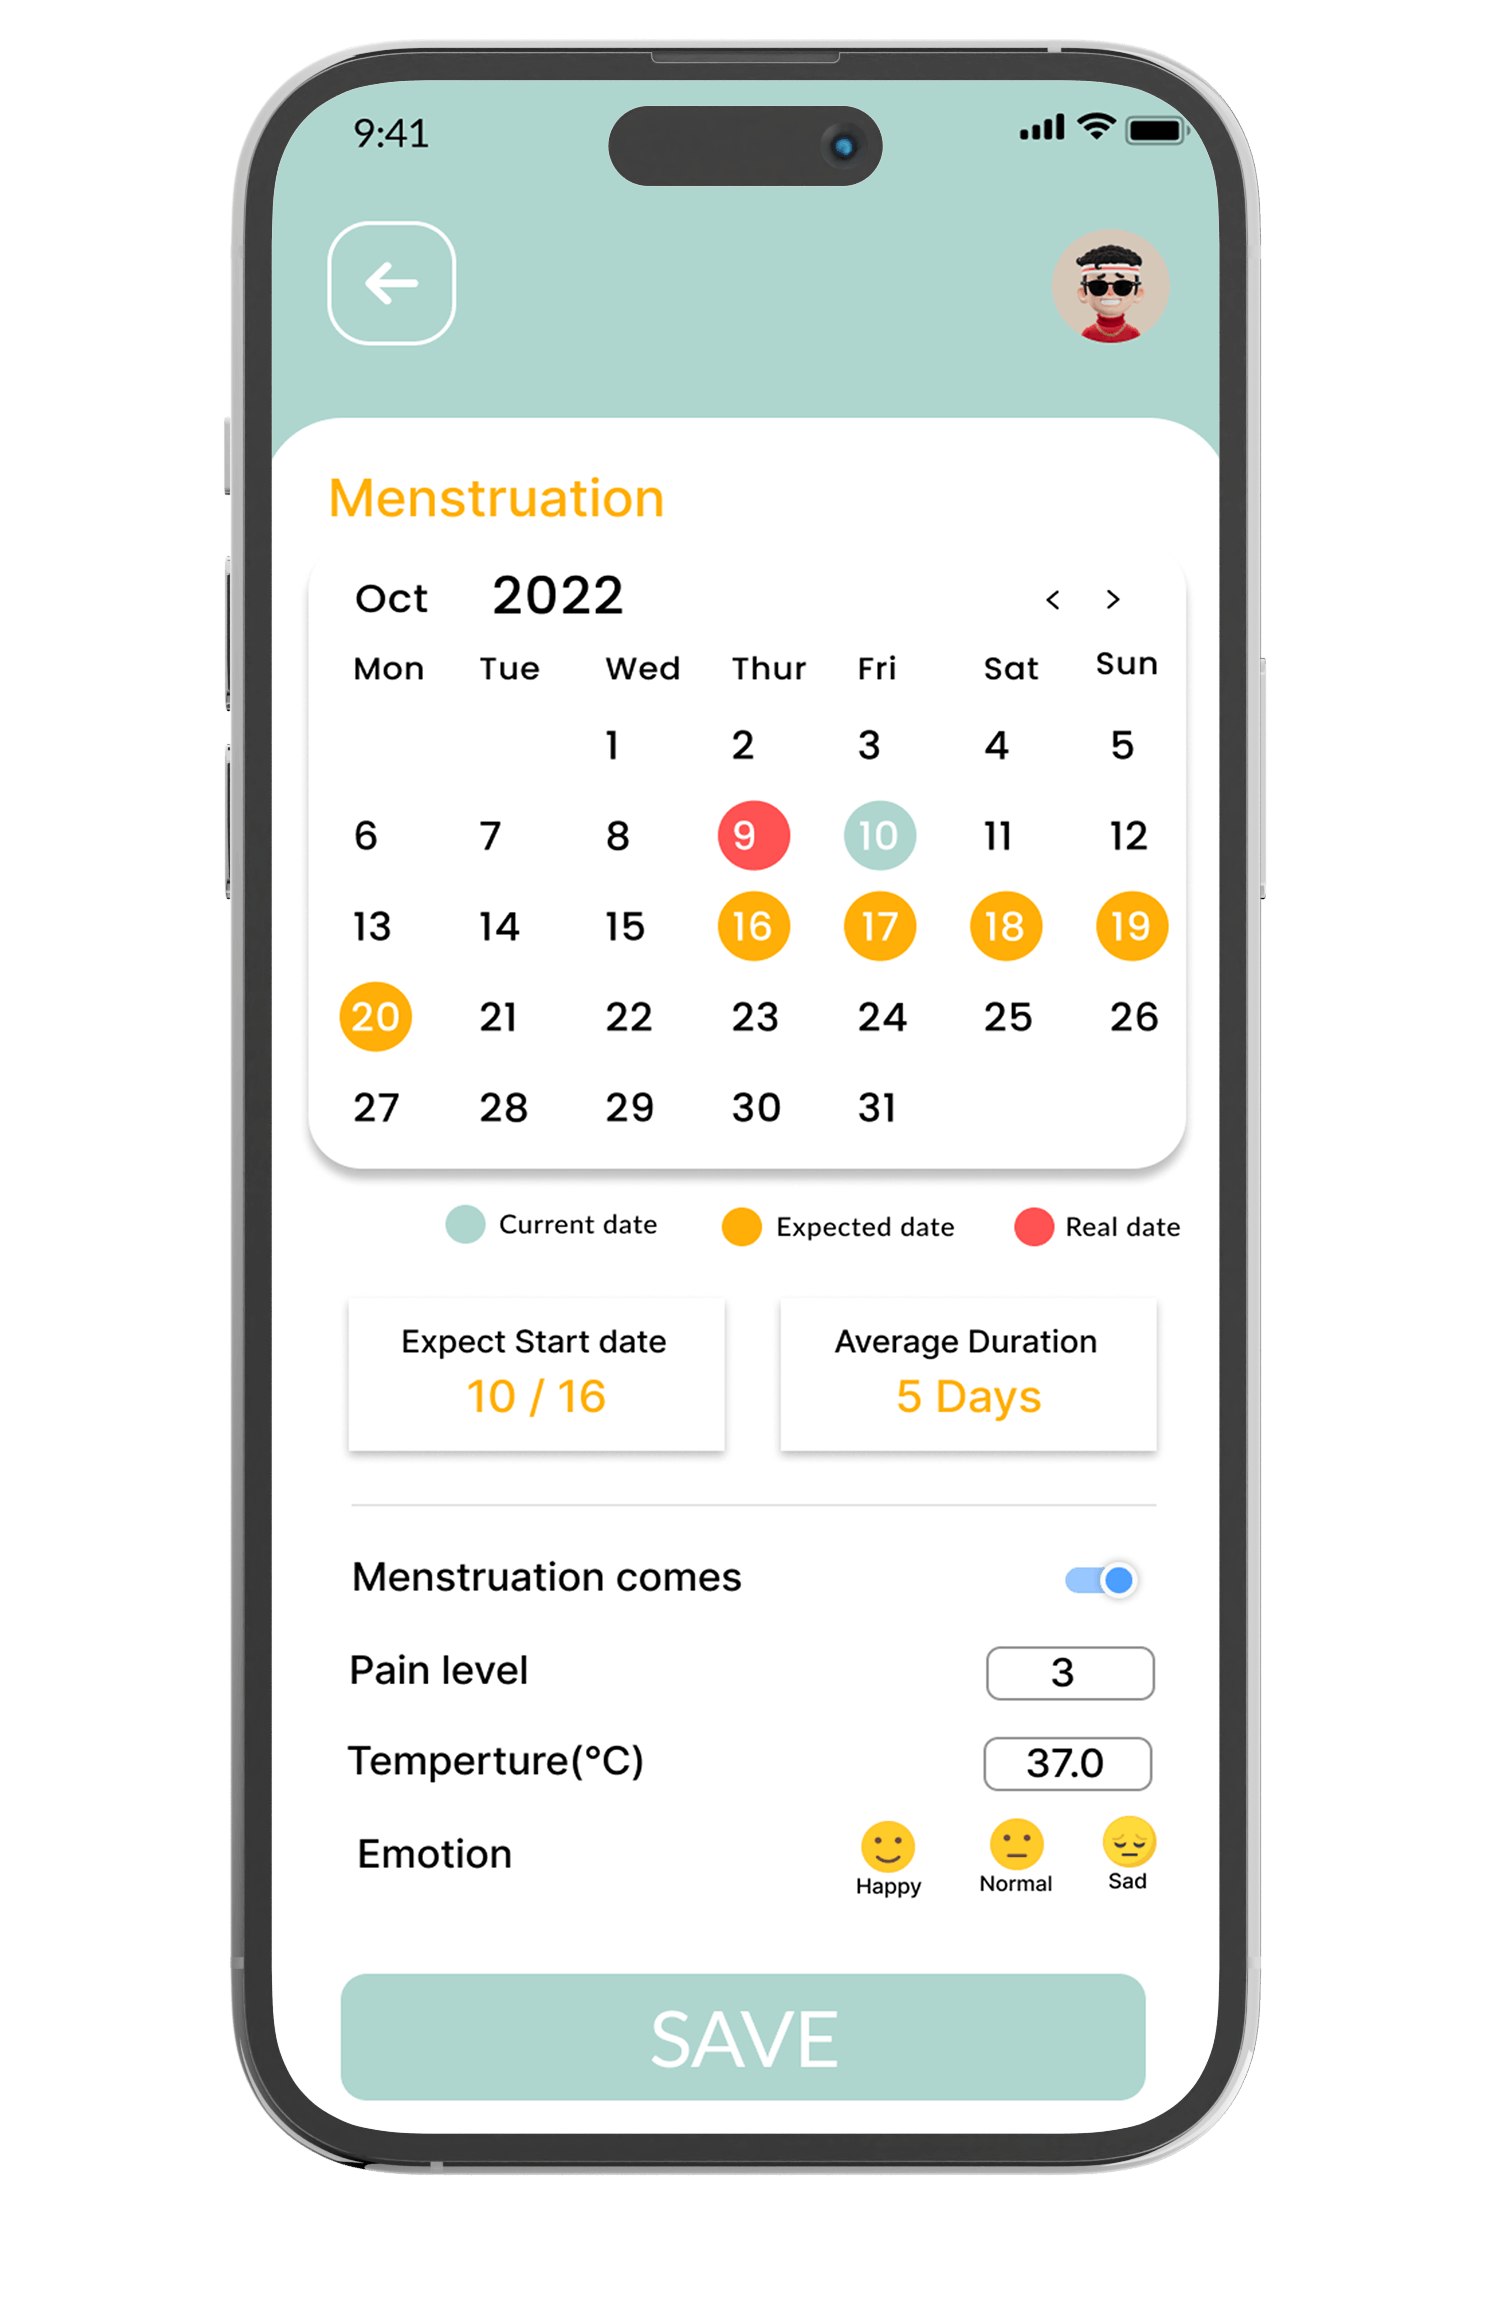 9:41
Menstruation
Oct 2022 < >
Mon Tue Wed Thur Fri Sat Sun
1 2 3 4 5
6 7 8 9 10 11 12
13 14 15 16 17 18 19
20 21 22 23 24 25 26
27 28 29 30 31
Current date Expected date Real date
Expect Start date Average Duration
10 / 16 5 Days
Menstruation comes
Pain level 3
Temperture(°C) 37.0
Emotion
Happy Normal Sad
SAVE